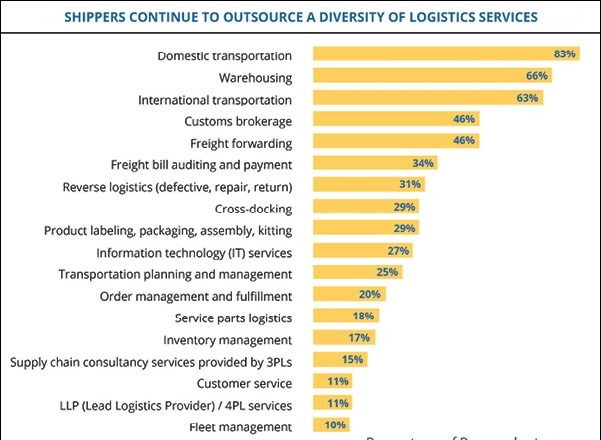 SHIPPERS CONTINUE TO OUTSOURCE A DIVERSITY OF LOGISTICS SERVICES
Domestic transportation 83%
Warehousing 66%
International transportation 63%
Customs brokerage 46%
Freight forwarding 46%
Freight bill auditing and payment 34%
Reverse logistics (defective, repair, return) 31%
Cross-docking 29%
Product labeling, packaging, assembly, kitting 29%
Information technology (IT) services 27%
Transportation planning and management 25%
Order management and fulfillment 20%
Service parts logistics 18%
Inventory management 17%
Supply chain consultancy services provided by 3PLs 15%
Customer service 11%
LLP (Lead Logistics Provider) / 4PL services 11%
Fleet management 10%